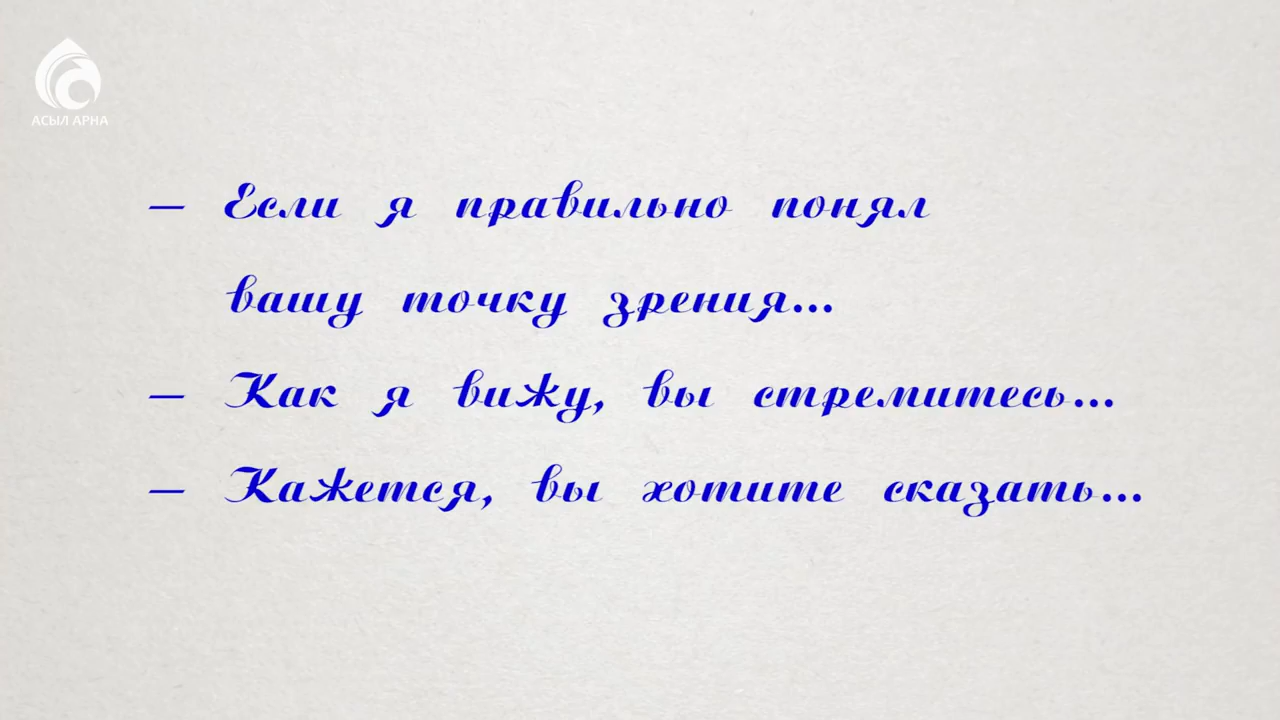 АСЫЛ АРНА
— Если я правильно понял
вашу точку зрения...
— Как я вижу, вы стремитесь...
— Кажется, вы хотите сказать...